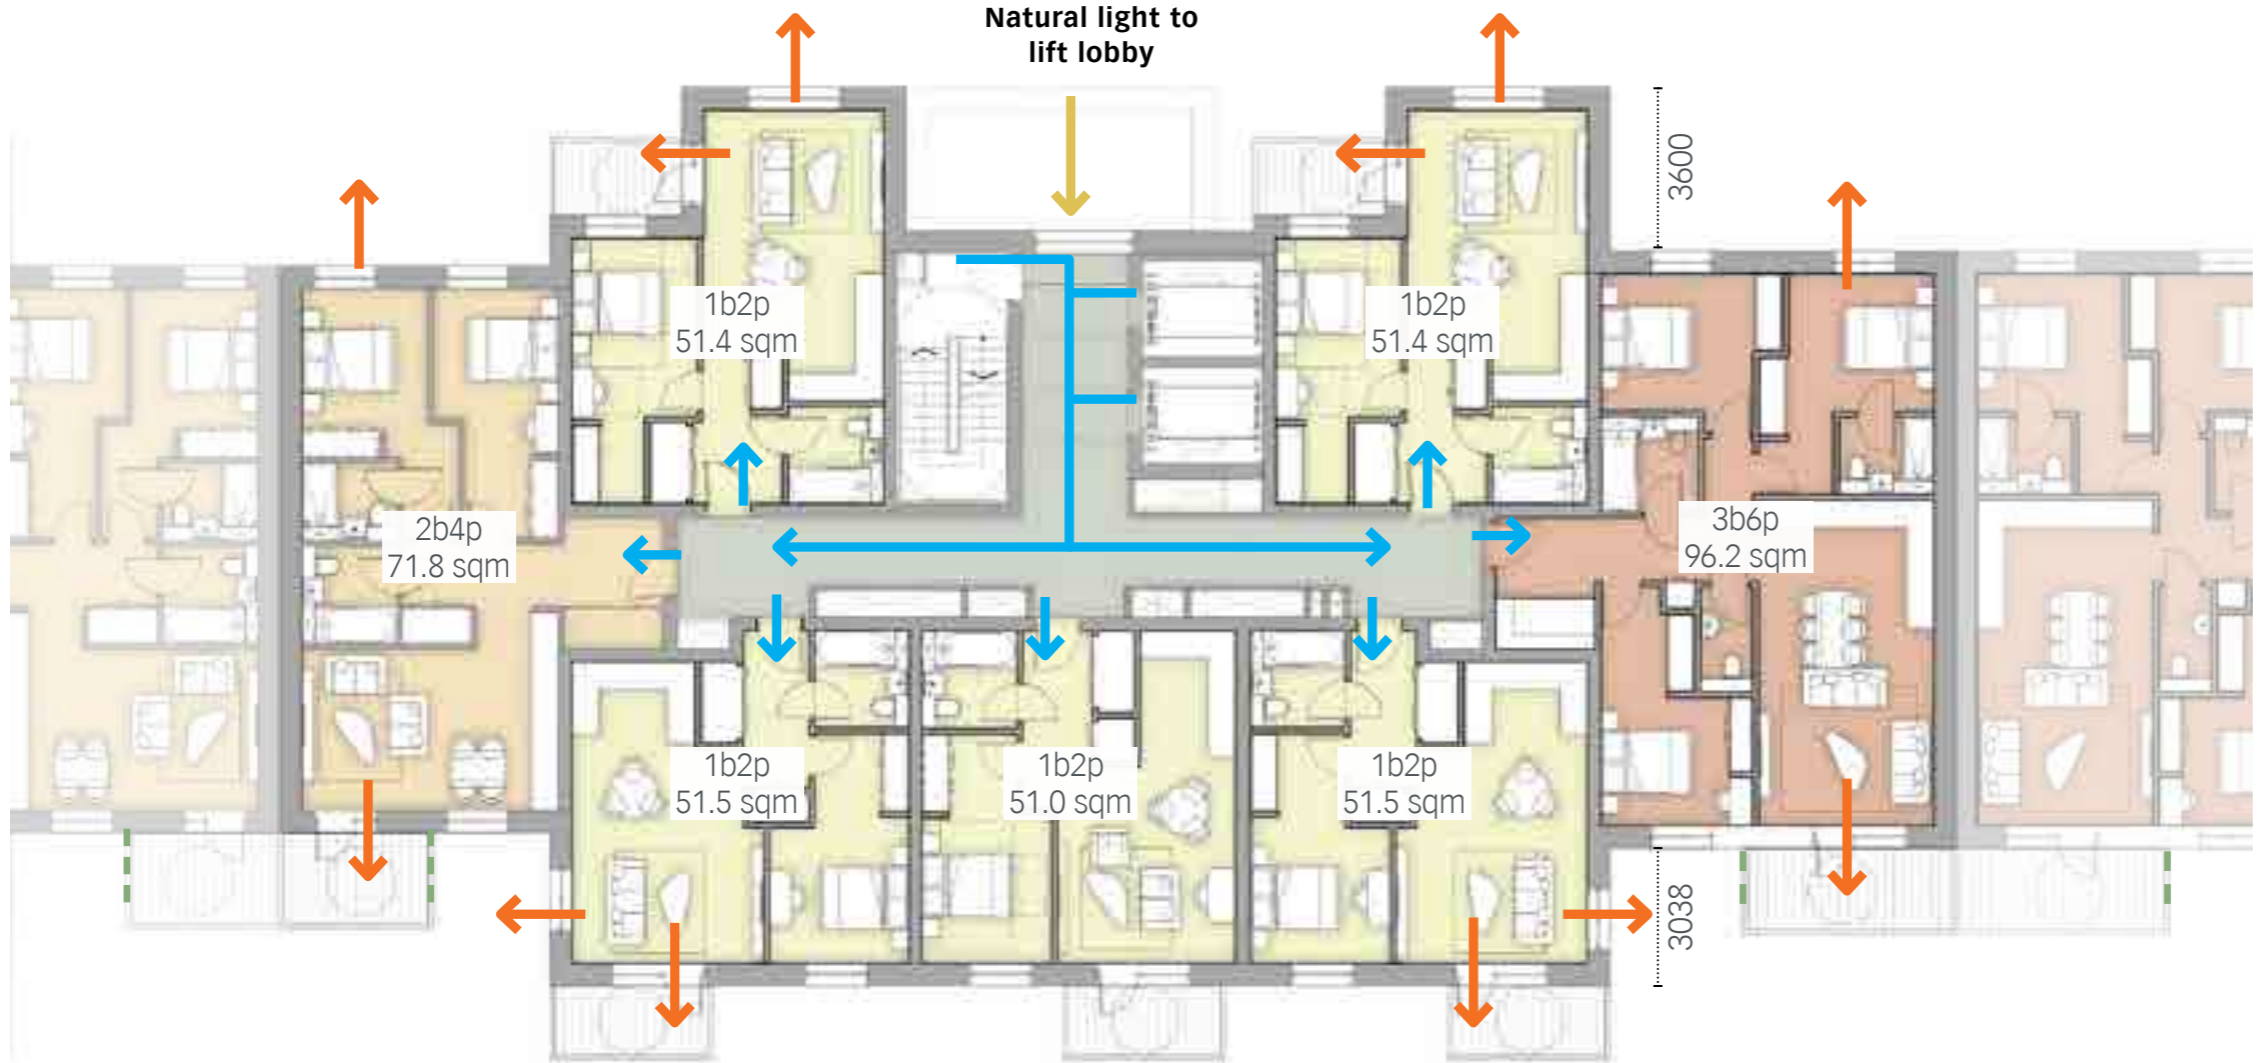 Natural light to
lift lobby
3600
1b2p
51.4 sqm
1b2p
51.4 sqm
2b4p
71.8 sqm
3b6p
96.2 sqm
1b2p
51.5 sqm
1b2p
51.0 sqm
1b2p
51.5 sqm
3038